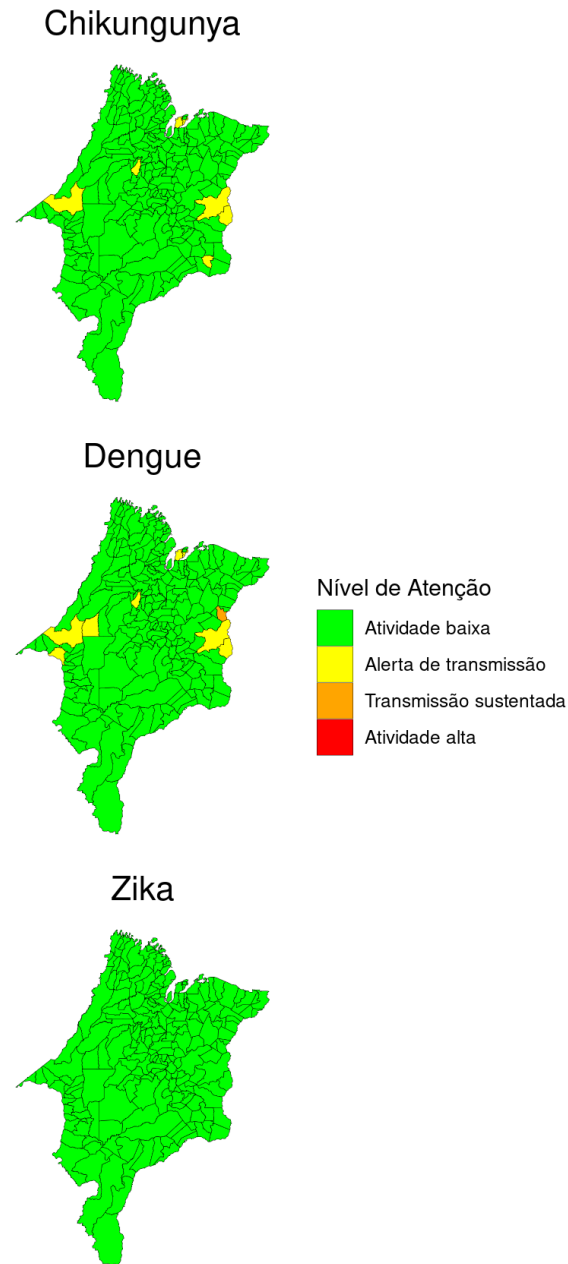 Chikungunya
Dengue
Nível de Atenção
Atividade baixa
Alerta de transmissão
Transmissão sustentada
Atividade alta
Zika